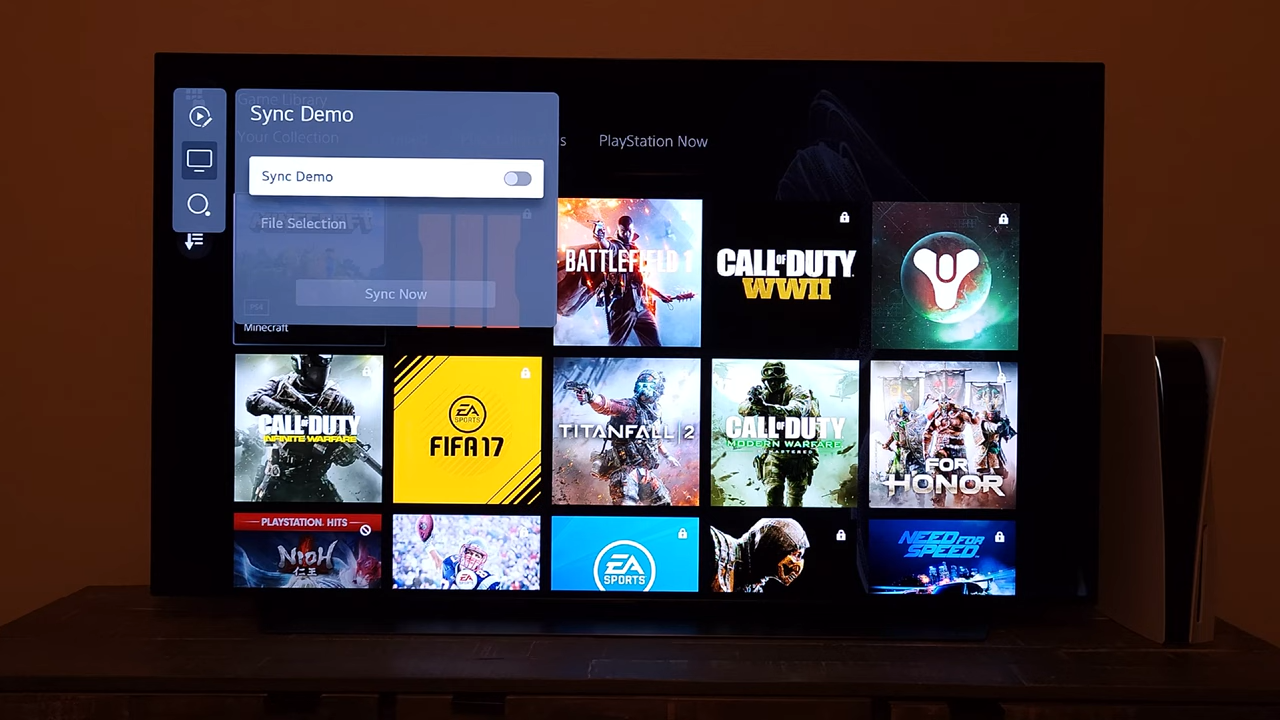 Game Library
Sync Demo
Your Collection
s
PlayStation Now
Sync Demo
File Selection
Sync Now
PS4
Minecraft
BATTLEFIELD 1
CALL OF DUTY
WWII
CALL OF DUTY
INFINITE WARFARE
EA
SPORTS
FIFA 17
TITANFALL 2
CALL OF DUTY
MODERN WARFARE
REMASTERED
FOR
HONOR
PLAYSTATION HITS
NIOH
仁王
EA
SPORTS
EA
SPORTS
NEED FOR
SPEED